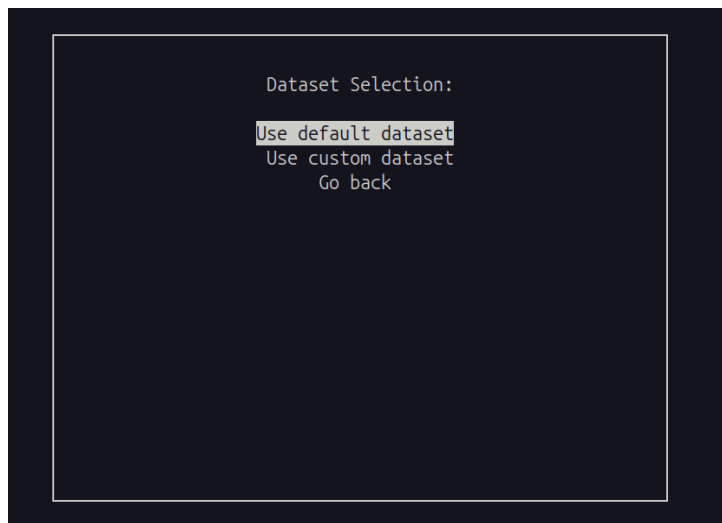 Dataset Selection:
Use default dataset
Use custom dataset
Go back